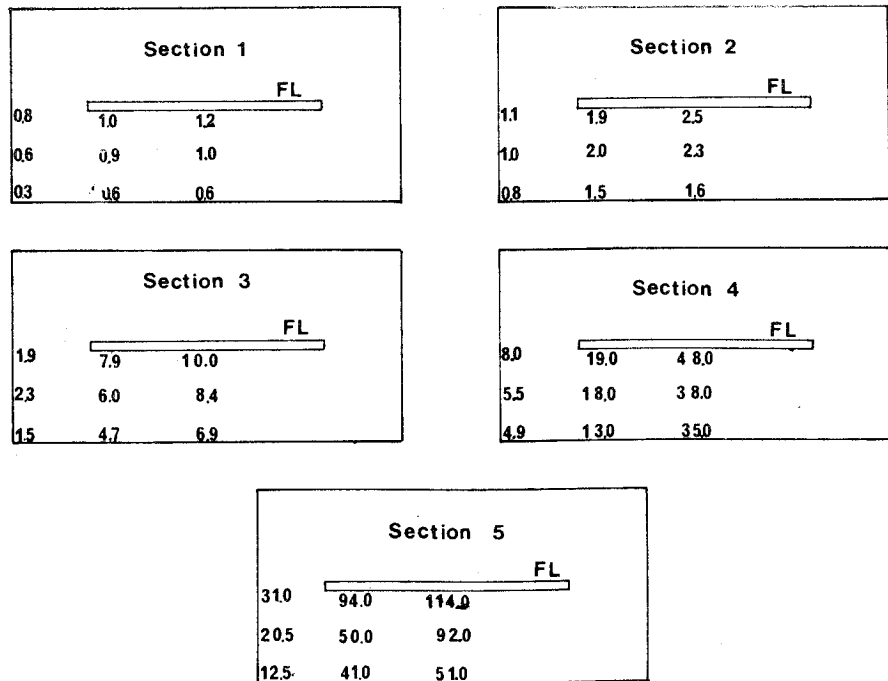 Section 1
FL
0.8 1.0 1.2
0.6 0.9 1.0
0.3 0.6 0.6
Section 2
FL
1.1 1.9 2.5
1.0 2.0 2.3
0.8 1.5 1.6
Section 3
FL
1.9 7.9 10.0
2.3 6.0 8.4
1.5 4.7 6.9
Section 4
FL
8.0 19.0 48.0
5.5 18.0 38.0
4.9 13.0 35.0
Section 5
FL
31.0 94.0 114.0
20.5 50.0 92.0
12.5 41.0 51.0